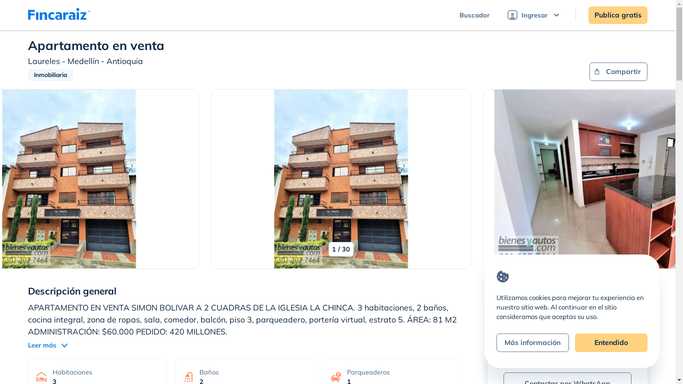 Fincaraiz
Buscador
Ingresar
Publica gratis
Apartamento en venta
Laureles - Medellín - Antioquia
Inmobiliaria
Compartir
bienesyautos
.com
1 / 30
bienesyautos
.com
Descripción general
APARTAMENTO EN VENTA SIMON BOLIVAR A 2 CUADRAS DE LA IGLESIA LA CHINCA. 3 habitaciones, 2 baños,
cocina integral, zona de ropas, sala, comedor, balcón, piso 3, parqueadero, portería virtual, estrato 5. ÁREA: 81 M2
ADMINISTRACIÓN: $60.000 PEDIDO: 420 MILLONES.
Leer más
Habitaciones
3
Baños
2
Parqueaderos
1
Utilizamos cookies para mejorar tu experiencia en
nuestro sitio web. Al continuar en el sitio
consideramos que aceptas su uso.
Más información
Entendido
Contactar por WhatsApp